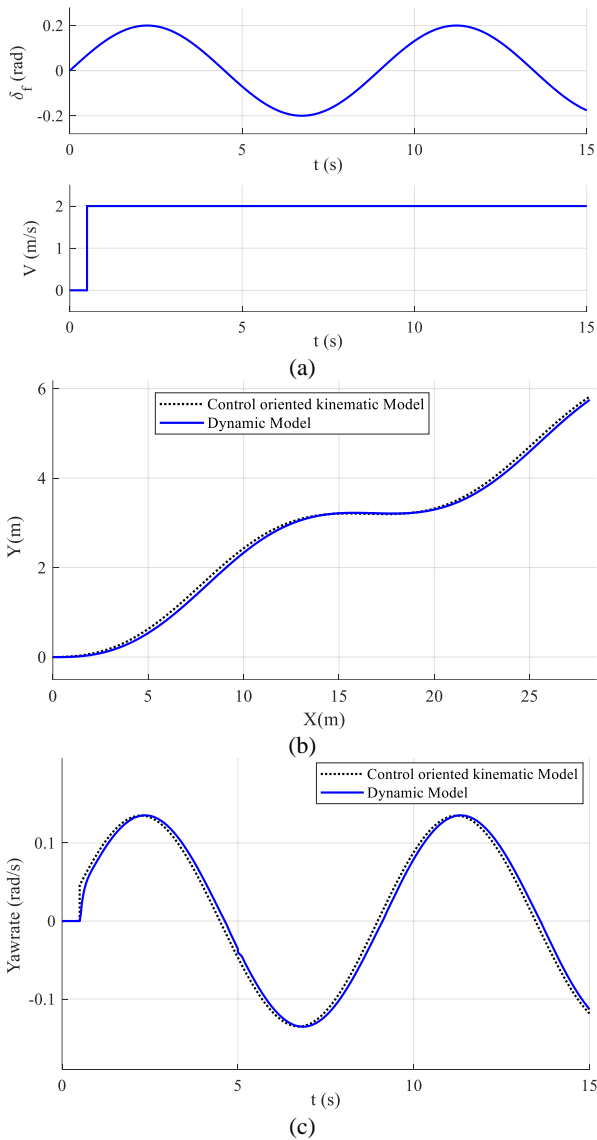 0.2
0
-0.2
δf (rad)
0
5
10
15
t (s)
2
1
0
V (m/s)
0
5
10
15
t (s)
(a)
6
4
2
0
Y(m)
Control oriented kinematic Model
Dynamic Model
0
5
10
15
20
25
X(m)
(b)
0.1
0
-0.1
Yawrate (rad/s)
Control oriented kinematic Model
Dynamic Model
0
5
10
15
t (s)
(c)